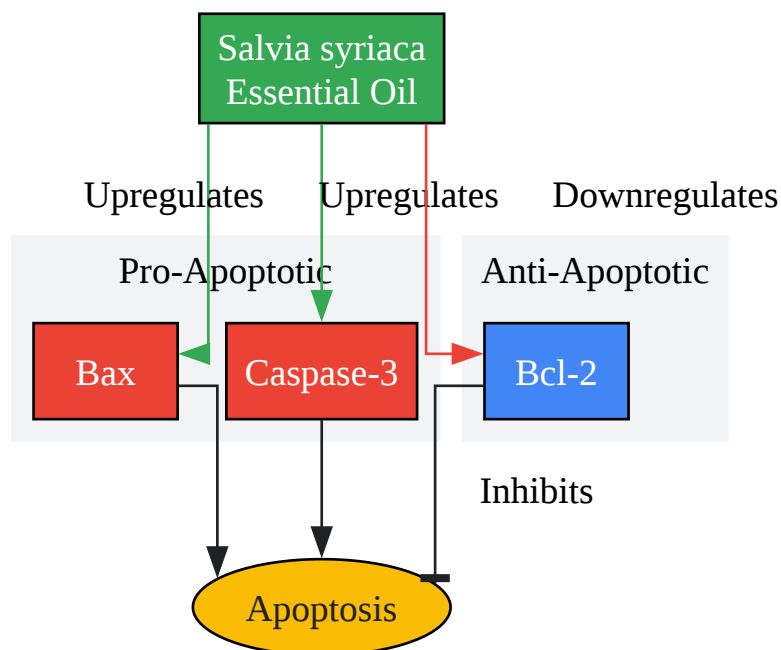 Salvia syriaca
Essential Oil
Upregulates
Upregulates
Downregulates
Pro-Apoptotic
Anti-Apoptotic
Bax
Caspase-3
Bcl-2
Inhibits
Apoptosis